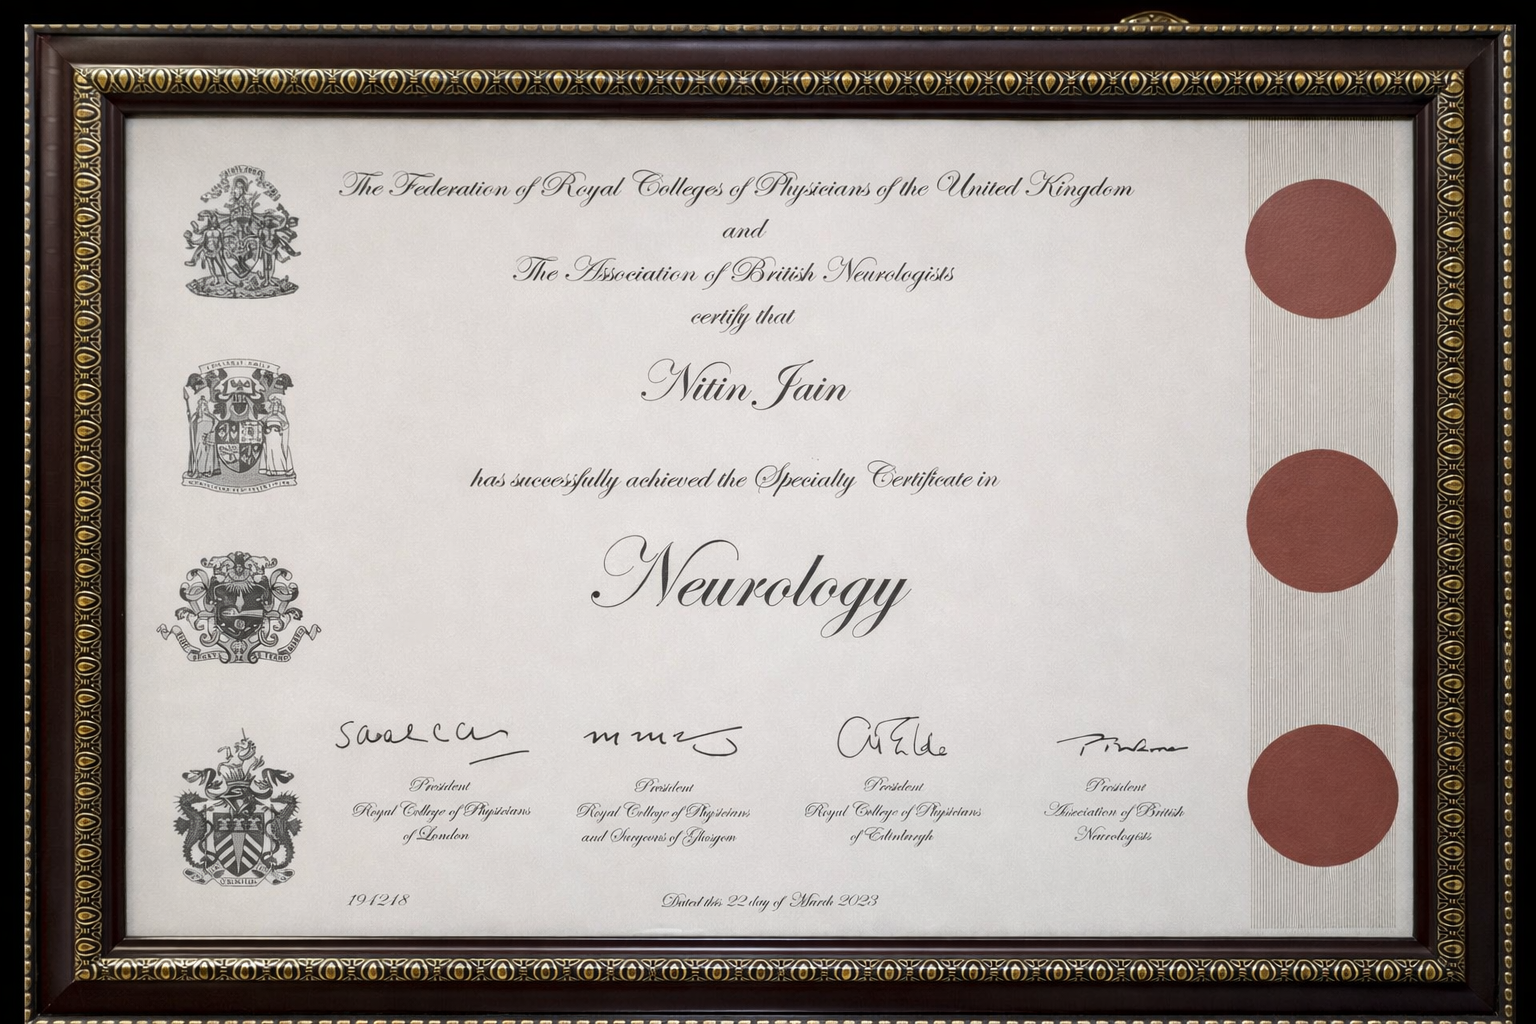 The Federation of Royal Colleges of Physicians of the United Kingdom
and
The Association of British Neurologists
certify that
Nitin Jain
has successfully achieved the Specialty Certificate in
Neurology
President
Royal College of Physicians
of London
President
Royal College of Physicians
and Surgeons of Glasgow
President
Royal College of Physicians
of Edinburgh
President
Association of British
Neurologists
194248
Dated this 22 day of March 2023